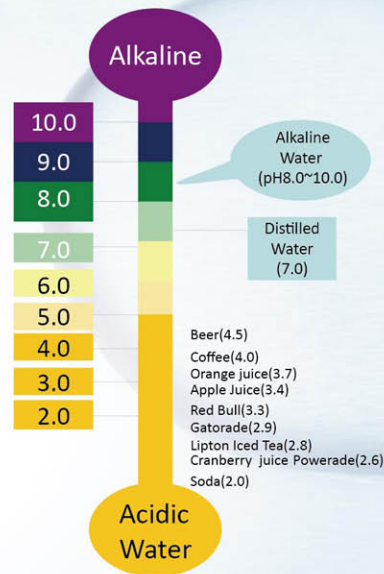 Alkaline
10.0
9.0
8.0
7.0
6.0
5.0
4.0
3.0
2.0
Alkaline
Water
(pH8.0~10.0)
Distilled
Water
(7.0)
Beer(4.5)
Coffee(4.0)
Orange juice(3.7)
Apple Juice(3.4)
Red Bull(3.3)
Gatorade(2.9)
Lipton Iced Tea(2.8)
Cranberry juice Powerade(2.6)
Soda(2.0)
Acidic
Water